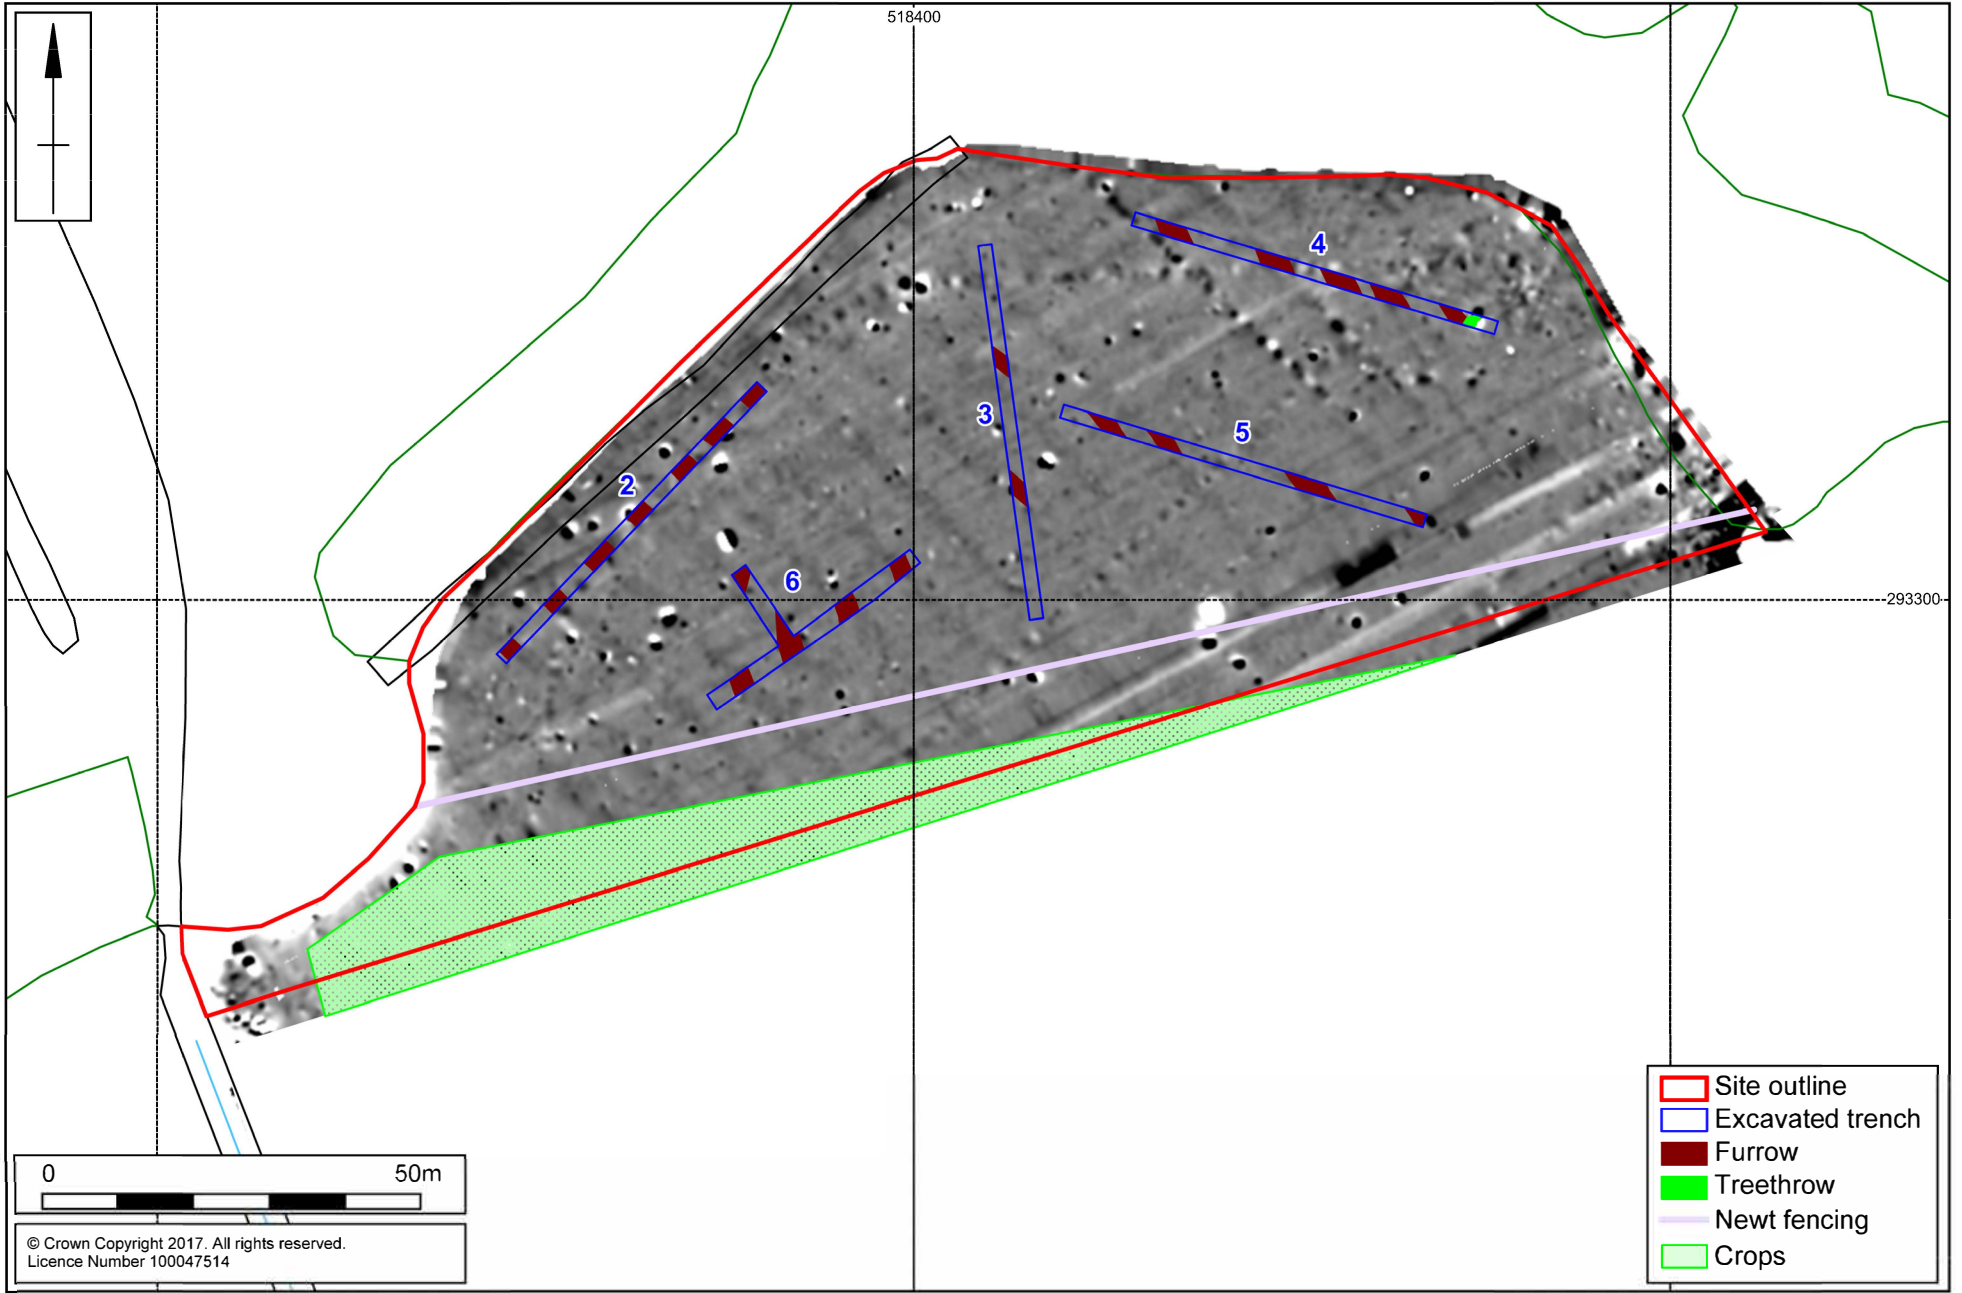 518400
4
3
5
2
6
293300
Site outline
Excavated trench
Furrow
Treethrow
Newt fencing
Crops
0 50m
© Crown Copyright 2017. All rights reserved.
Licence Number 100047514